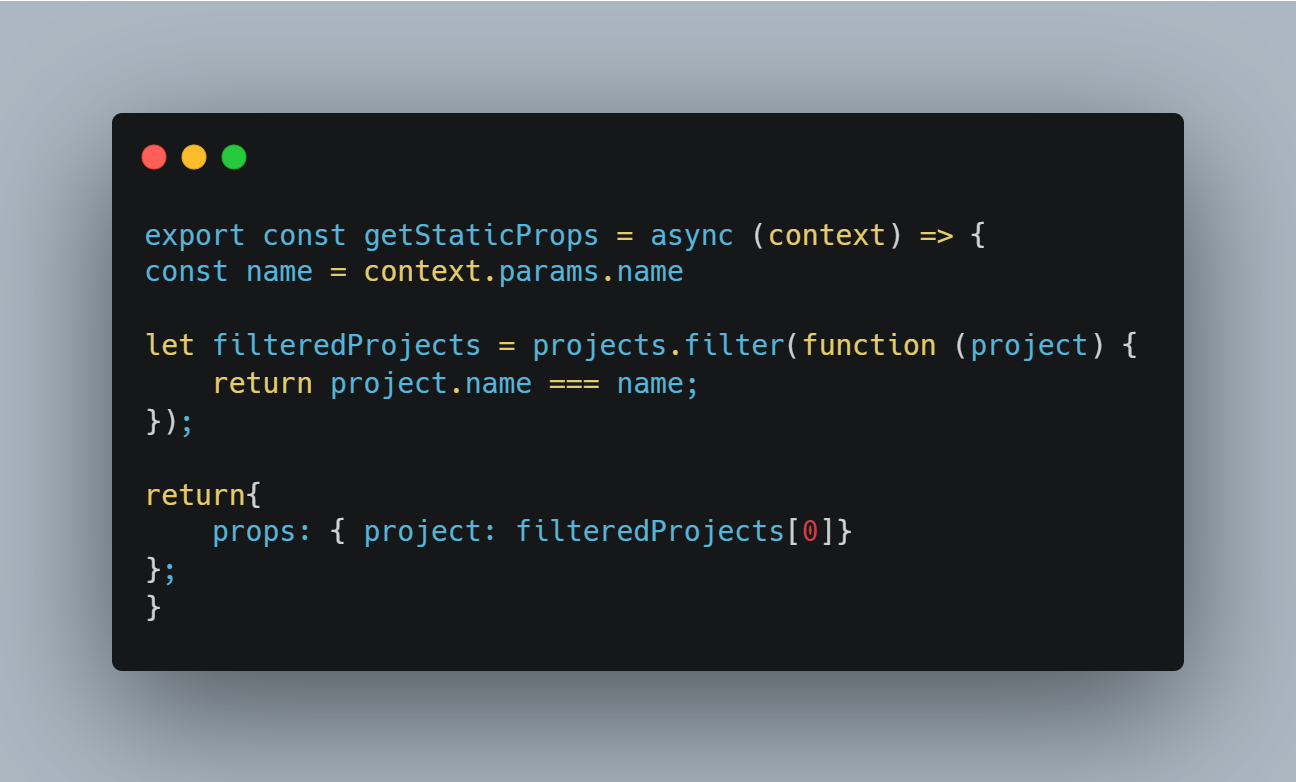 export const getStaticProps = async (context) => {
const name = context.params.name

let filteredProjects = projects.filter(function (project) {
    return project.name === name;
});

return{
    props: { project: filteredProjects[0]}
};
}